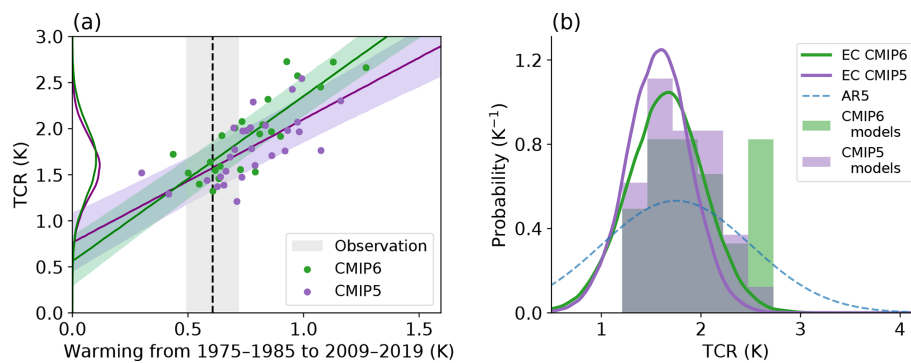 (a)
3.0
2.5
2.0
1.5
1.0
0.5
0.0
TCR (K)
Observation
CMIP6
CMIP5
0.0 0.5 1.0 1.5
Warming from 1975–1985 to 2009–2019 (K)
(b)
1.2
0.8
0.4
0.0
Probability (K⁻¹)
EC CMIP6
EC CMIP5
AR5
CMIP6
models
CMIP5
models
1 2 3 4
TCR (K)